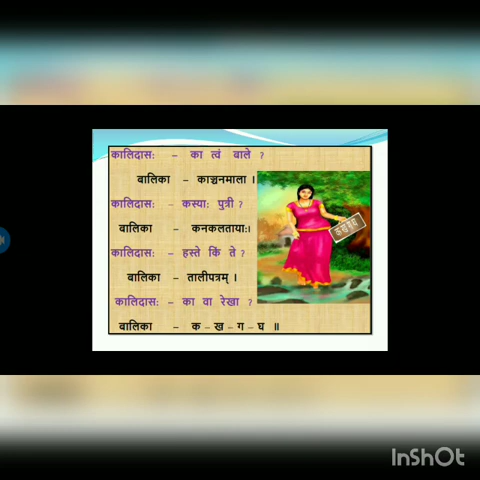 कालिदास: – का त्वं बाले ?
बालिका – काञ्चनमाला ।
कालिदास: – कस्या: पुत्री ?
बालिका – कनकलताया:।
कालिदास: – हस्ते किं ते ?
बालिका – तालीपत्रम् ।
कालिदास: – का वा रेखा ?
बालिका – क – ख – ग – घ ॥
InShOt